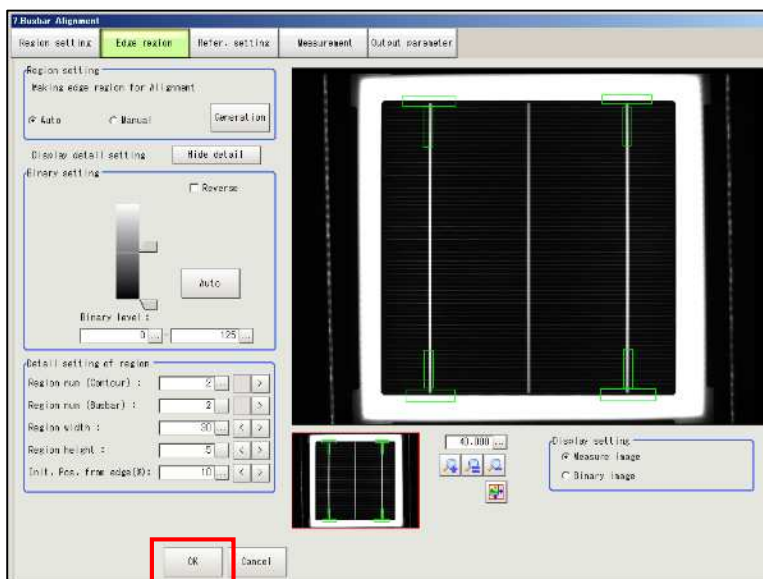 7.Busbar Alignment
Region setting Edge region Refer. setting Measurement Output parameter
Region setting
Making edge region for Alignment
Auto Manual Generation
Display detail setting Hide detail
Binary setting
Reverse
Auto
Binary level :
0 ... - 125 ...
Detail setting of region
Region num (Contour) : 2 ... >
Region num (Busbar) : 2 ... >
Region width : 30 ... < >
Region height : 5 ... < >
Init. Pos. from edge(%): 10 ... < >
40.000 ...
Display setting
Measure image
Binary image
OK Cancel